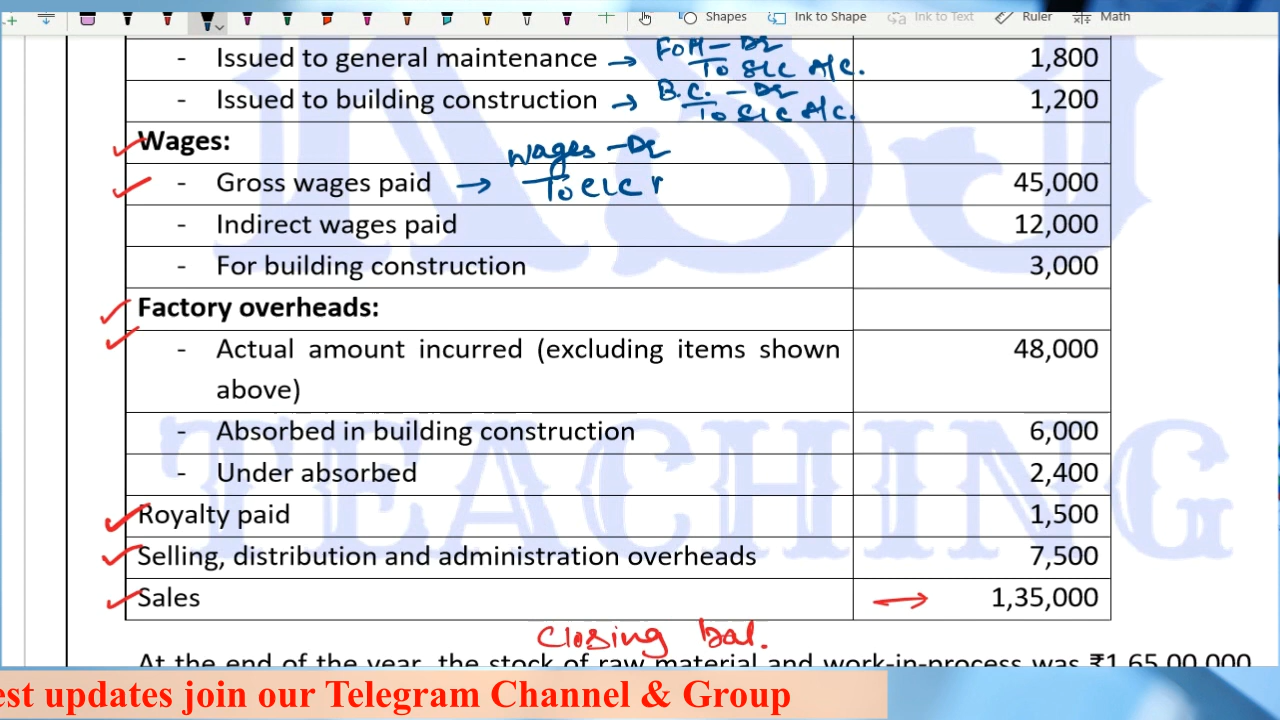 Shapes Ink to Shape Ink to Text Ruler Math
- Issued to general maintenance → FOH – Dr 1,800
To SLC A/c.
- Issued to building construction → B.C. – Dr 1,200
To SLC A/c.
Wages:
Wages – Dr
- Gross wages paid → To CLC 45,000
- Indirect wages paid 12,000
- For building construction 3,000
Factory overheads:
- Actual amount incurred (excluding items shown 48,000
above)
- Absorbed in building construction 6,000
- Under absorbed 2,400
Royalty paid 1,500
Selling, distribution and administration overheads 7,500
Sales → 1,35,000
Closing bal.
At the end of the year, the stock of raw material and work-in-process was ₹1,65,00,000
est updates join our Telegram Channel & Group
TEACHING